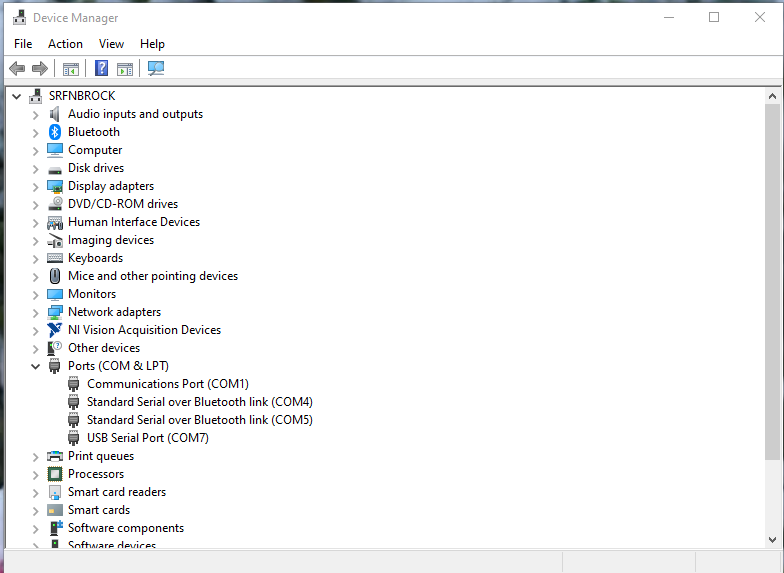 Device Manager
File Action View Help
SRFNBROCK
Audio inputs and outputs
Bluetooth
Computer
Disk drives
Display adapters
DVD/CD-ROM drives
Human Interface Devices
Imaging devices
Keyboards
Mice and other pointing devices
Monitors
Network adapters
NI Vision Acquisition Devices
Other devices
Ports (COM & LPT)
Communications Port (COM1)
Standard Serial over Bluetooth link (COM4)
Standard Serial over Bluetooth link (COM5)
USB Serial Port (COM7)
Print queues
Processors
Smart card readers
Smart cards
Software components
Software devices